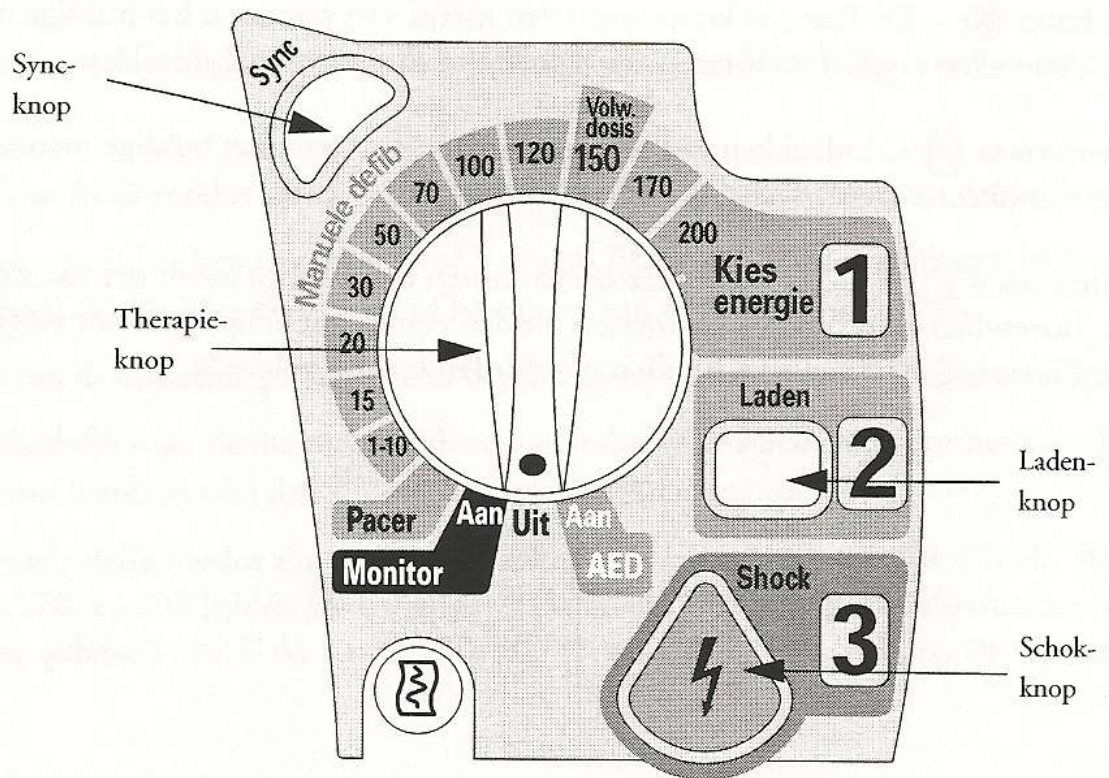 Sync-
knop
Sync
Manuele defib
1-10
15
20
30
50
70
100
120
Volw.
dosis
150
170
200
Kies
energie
1
Therapie-
knop
Laden
2
Laden-
knop
Pacer
Monitor
Aan
Uit
Aan
AED
Shock
3
Schok-
knop